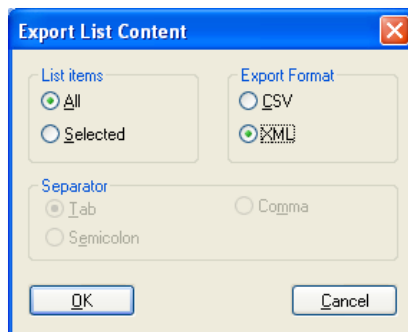 Export List Content
List items
All
Selected
Export Format
CSV
XML
Separator
Tab
Comma
Semicolon
OK
Cancel